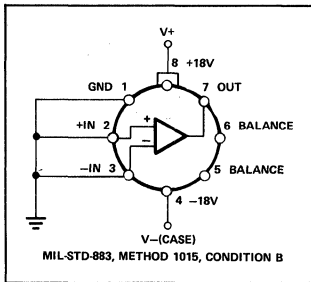 V+
8 +18V
GND 1
7 OUT
+IN 2
+
6 BALANCE
−
−IN 3
5 BALANCE
4 −18V
V−(CASE)
MIL-STD-883, METHOD 1015, CONDITION B